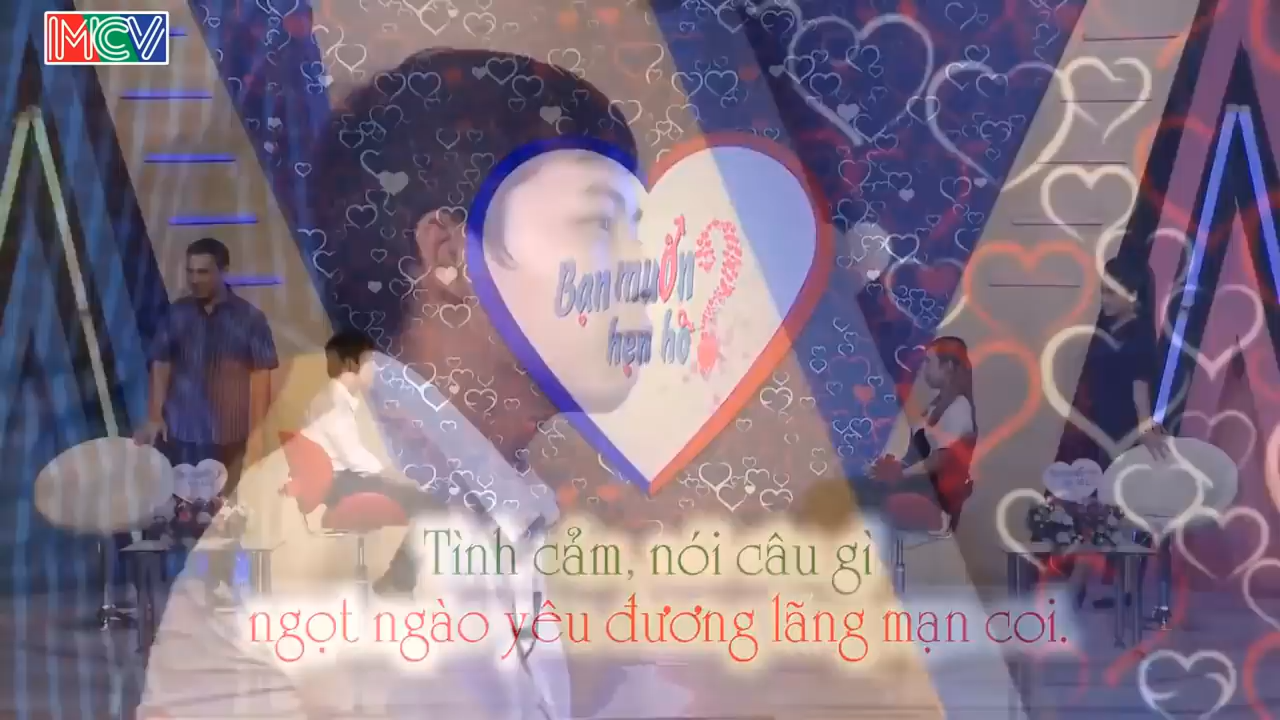 MCV
Bạn muốn
hẹn hò
?
Tình cảm, nói câu gì
ngọt ngào yêu đương lãng mạn coi.